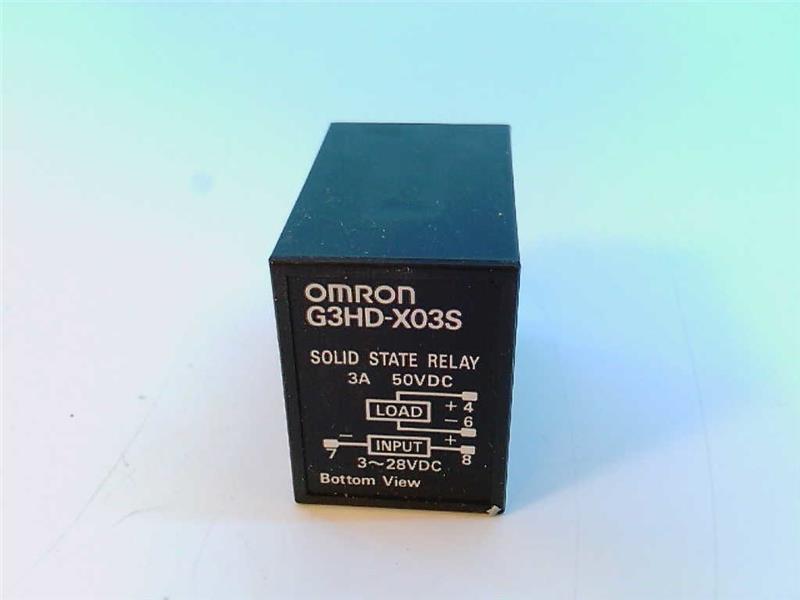 OMRON
G3HD-X03S
SOLID STATE RELAY
3A 50VDC
LOAD + 4
- 6
7 - INPUT + 8
3~28VDC
Bottom View